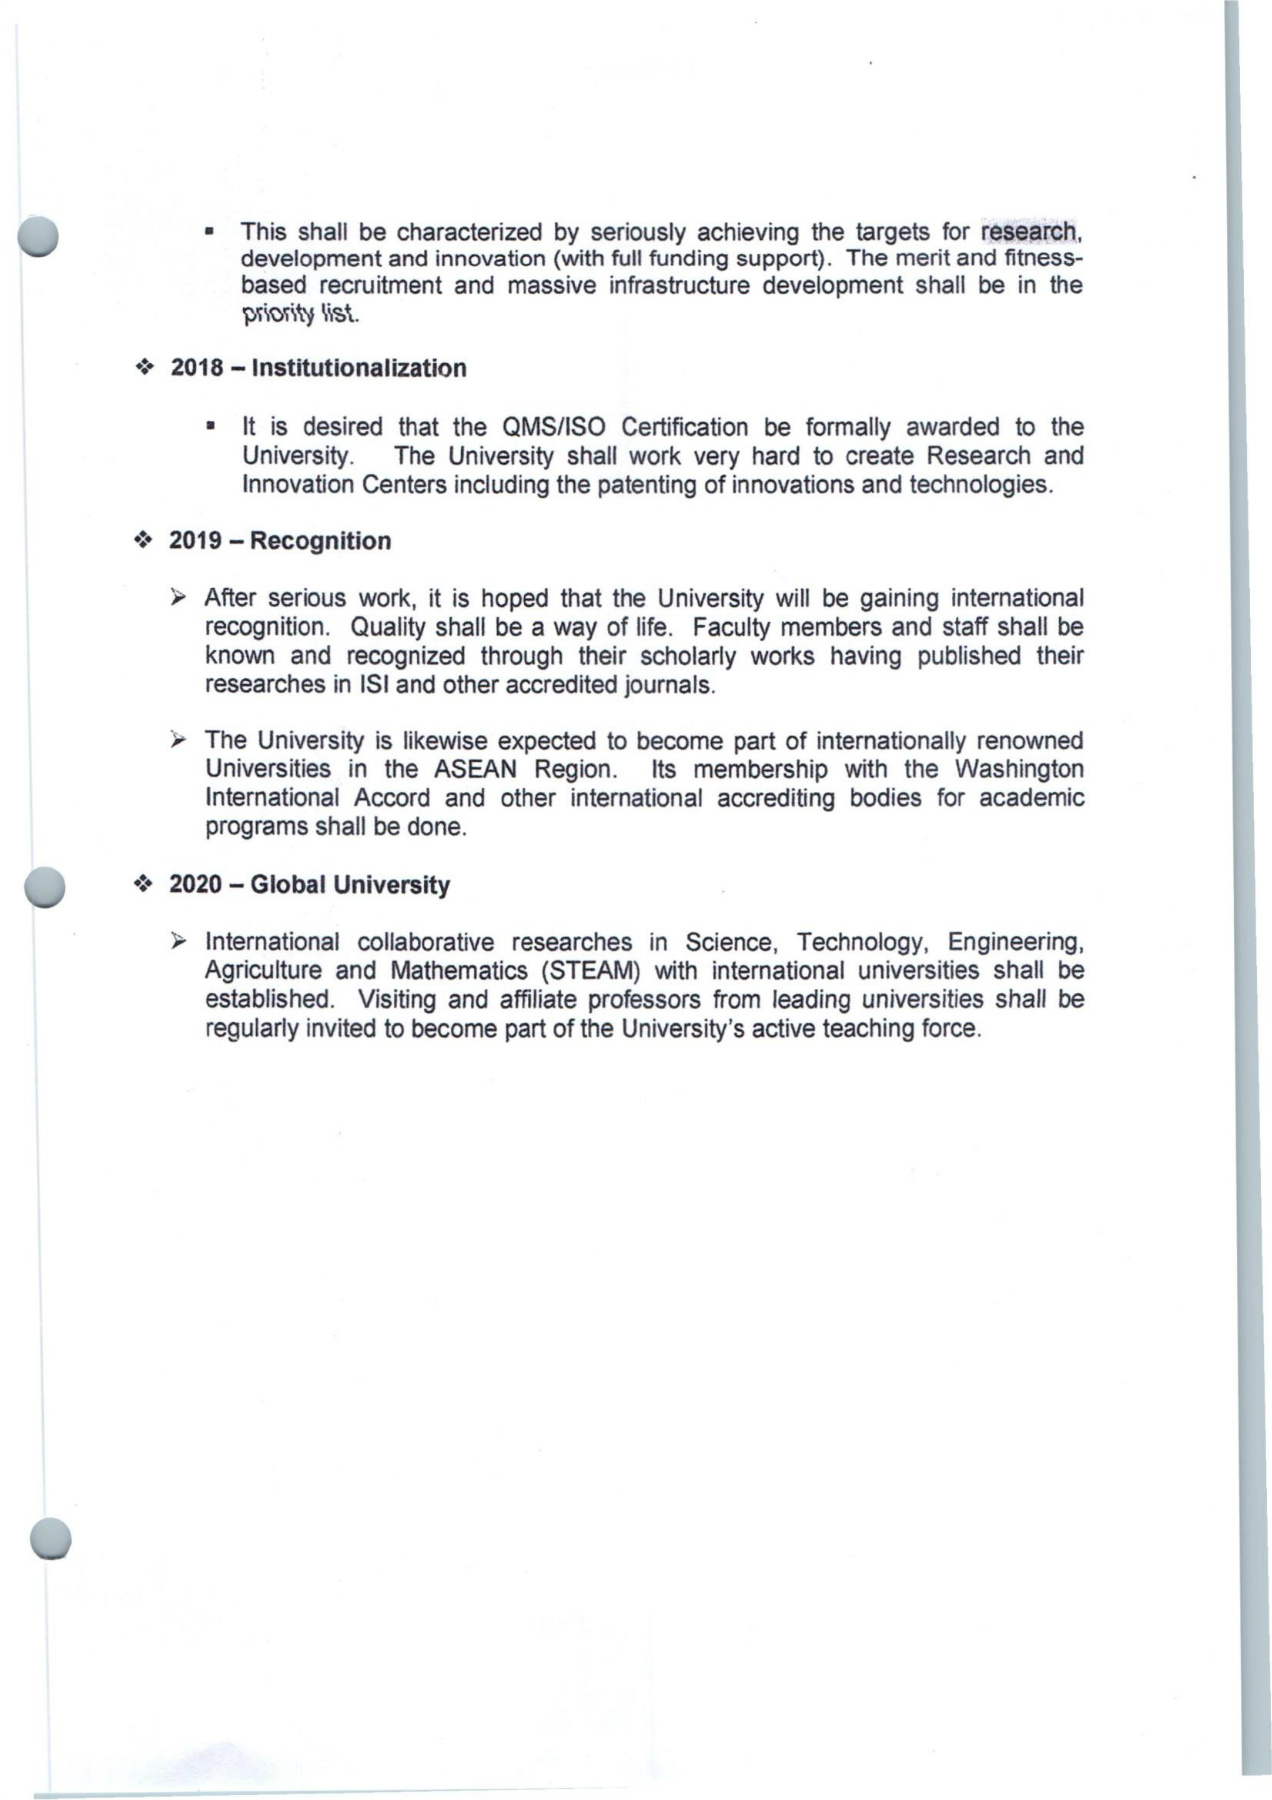 ▪ This shall be characterized by seriously achieving the targets for research,
development and innovation (with full funding support). The merit and fitness-
based recruitment and massive infrastructure development shall be in the
priority list.
❖ 2018 – Institutionalization
▪ It is desired that the QMS/ISO Certification be formally awarded to the
University. The University shall work very hard to create Research and
Innovation Centers including the patenting of innovations and technologies.
❖ 2019 – Recognition
➢ After serious work, it is hoped that the University will be gaining international
recognition. Quality shall be a way of life. Faculty members and staff shall be
known and recognized through their scholarly works having published their
researches in ISI and other accredited journals.
➢ The University is likewise expected to become part of internationally renowned
Universities in the ASEAN Region. Its membership with the Washington
International Accord and other international accrediting bodies for academic
programs shall be done.
❖ 2020 – Global University
➢ International collaborative researches in Science, Technology, Engineering,
Agriculture and Mathematics (STEAM) with international universities shall be
established. Visiting and affiliate professors from leading universities shall be
regularly invited to become part of the University's active teaching force.